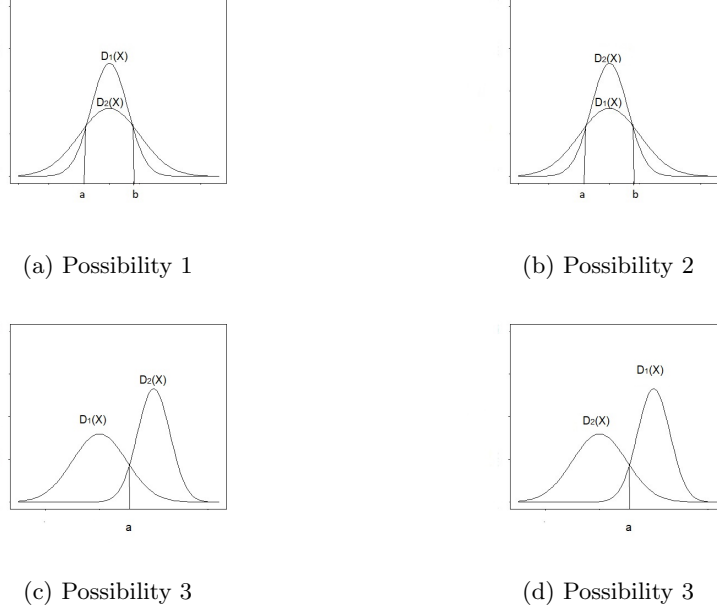 D₁(X)
D₂(X)
a b
(a) Possibility 1
D₂(X)
D₁(X)
a b
(b) Possibility 2
D₂(X)
D₁(X)
a
(c) Possibility 3
D₁(X)
D₂(X)
a
(d) Possibility 3